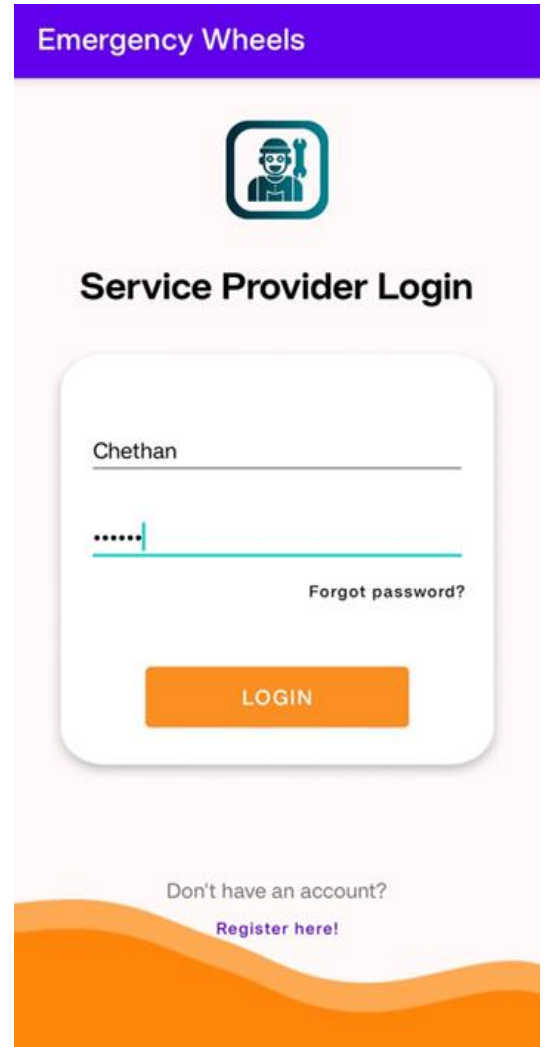 Emergency Wheels
Service Provider Login
Chethan
••••••
Forgot password?
LOGIN
Don't have an account?
Register here!